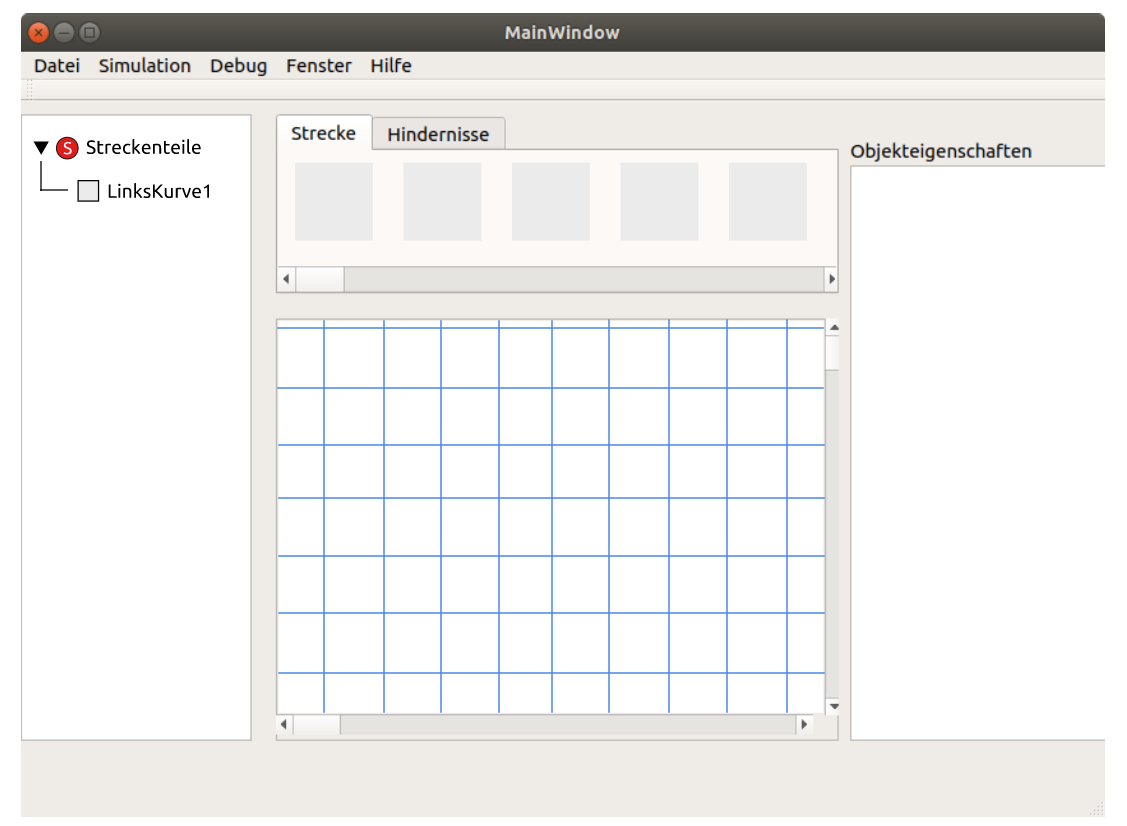 MainWindow
Datei Simulation Debug Fenster Hilfe
S Streckenteile
LinksKurve1
Strecke Hindernisse
Objekteigenschaften